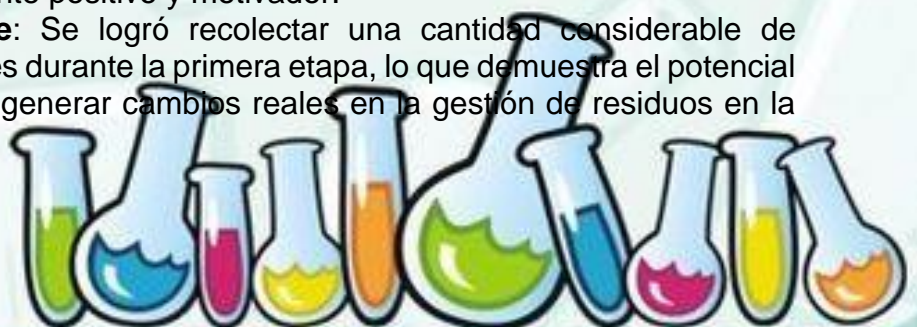 nte positivo y motivador.
e: Se logró recolectar una cantidad considerable de
es durante la primera etapa, lo que demuestra el potencial
generar cambios reales en la gestión de residuos en la